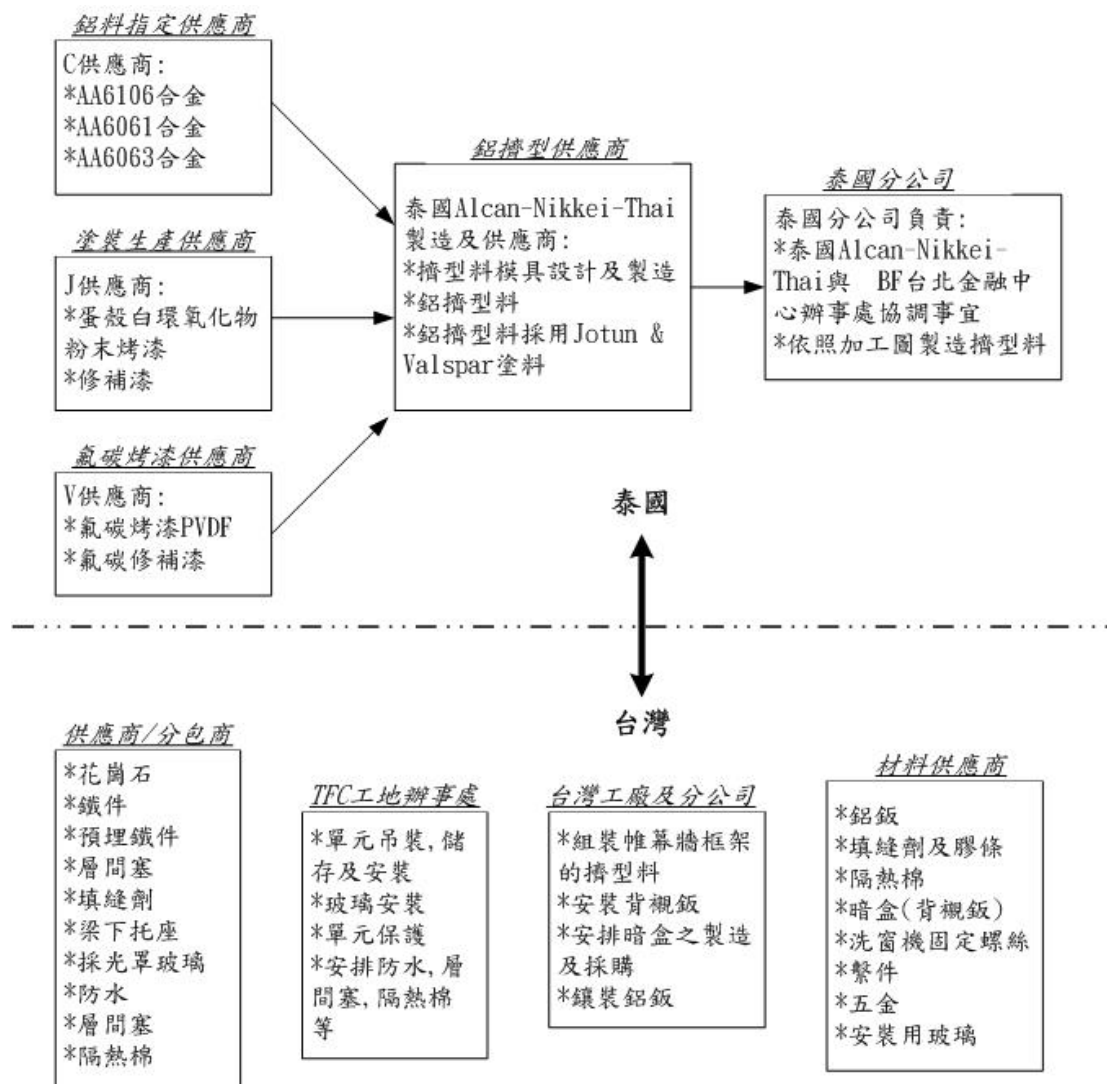 鋁料指定供應商
C供應商:
*AA6106合金
*AA6061合金
*AA6063合金
塗裝生產供應商
J供應商:
*蛋殼白環氧化物
粉末烤漆
*修補漆
氟碳烤漆供應商
V供應商:
*氟碳烤漆PVDF
*氟碳修補漆
鋁擠型供應商
泰國Alcan-Nikkei-Thai
製造及供應商:
*擠型料模具設計及製造
*鋁擠型料
*鋁擠型料採用Jotun &
Valspar塗料
泰國分公司
泰國分公司負責:
*泰國Alcan-Nikkei-
Thai與 BF台北金融中
心辦事處協調事宜
*依照加工圖製造擠型料
泰國
台灣
供應商/分包商
*花崗石
*鐵件
*預埋鐵件
*層間塞
*填縫劑
*梁下托座
*採光罩玻璃
*防水
*層間塞
*隔熱棉
TFC工地辦事處
*單元吊裝,儲
存及安裝
*玻璃安裝
*單元保護
*安排防水,層
間塞,隔熱棉
等
台灣工廠及分公司
*組裝帷幕牆框架
的擠型料
*安裝背襯鈑
*安排暗盒之製造
及採購
*鑲裝鋁鈑
材料供應商
*鋁鈑
*填縫劑及膠條
*隔熱棉
*暗盒(背襯鈑)
*洗窗機固定螺絲
*繫件
*五金
*安裝用玻璃